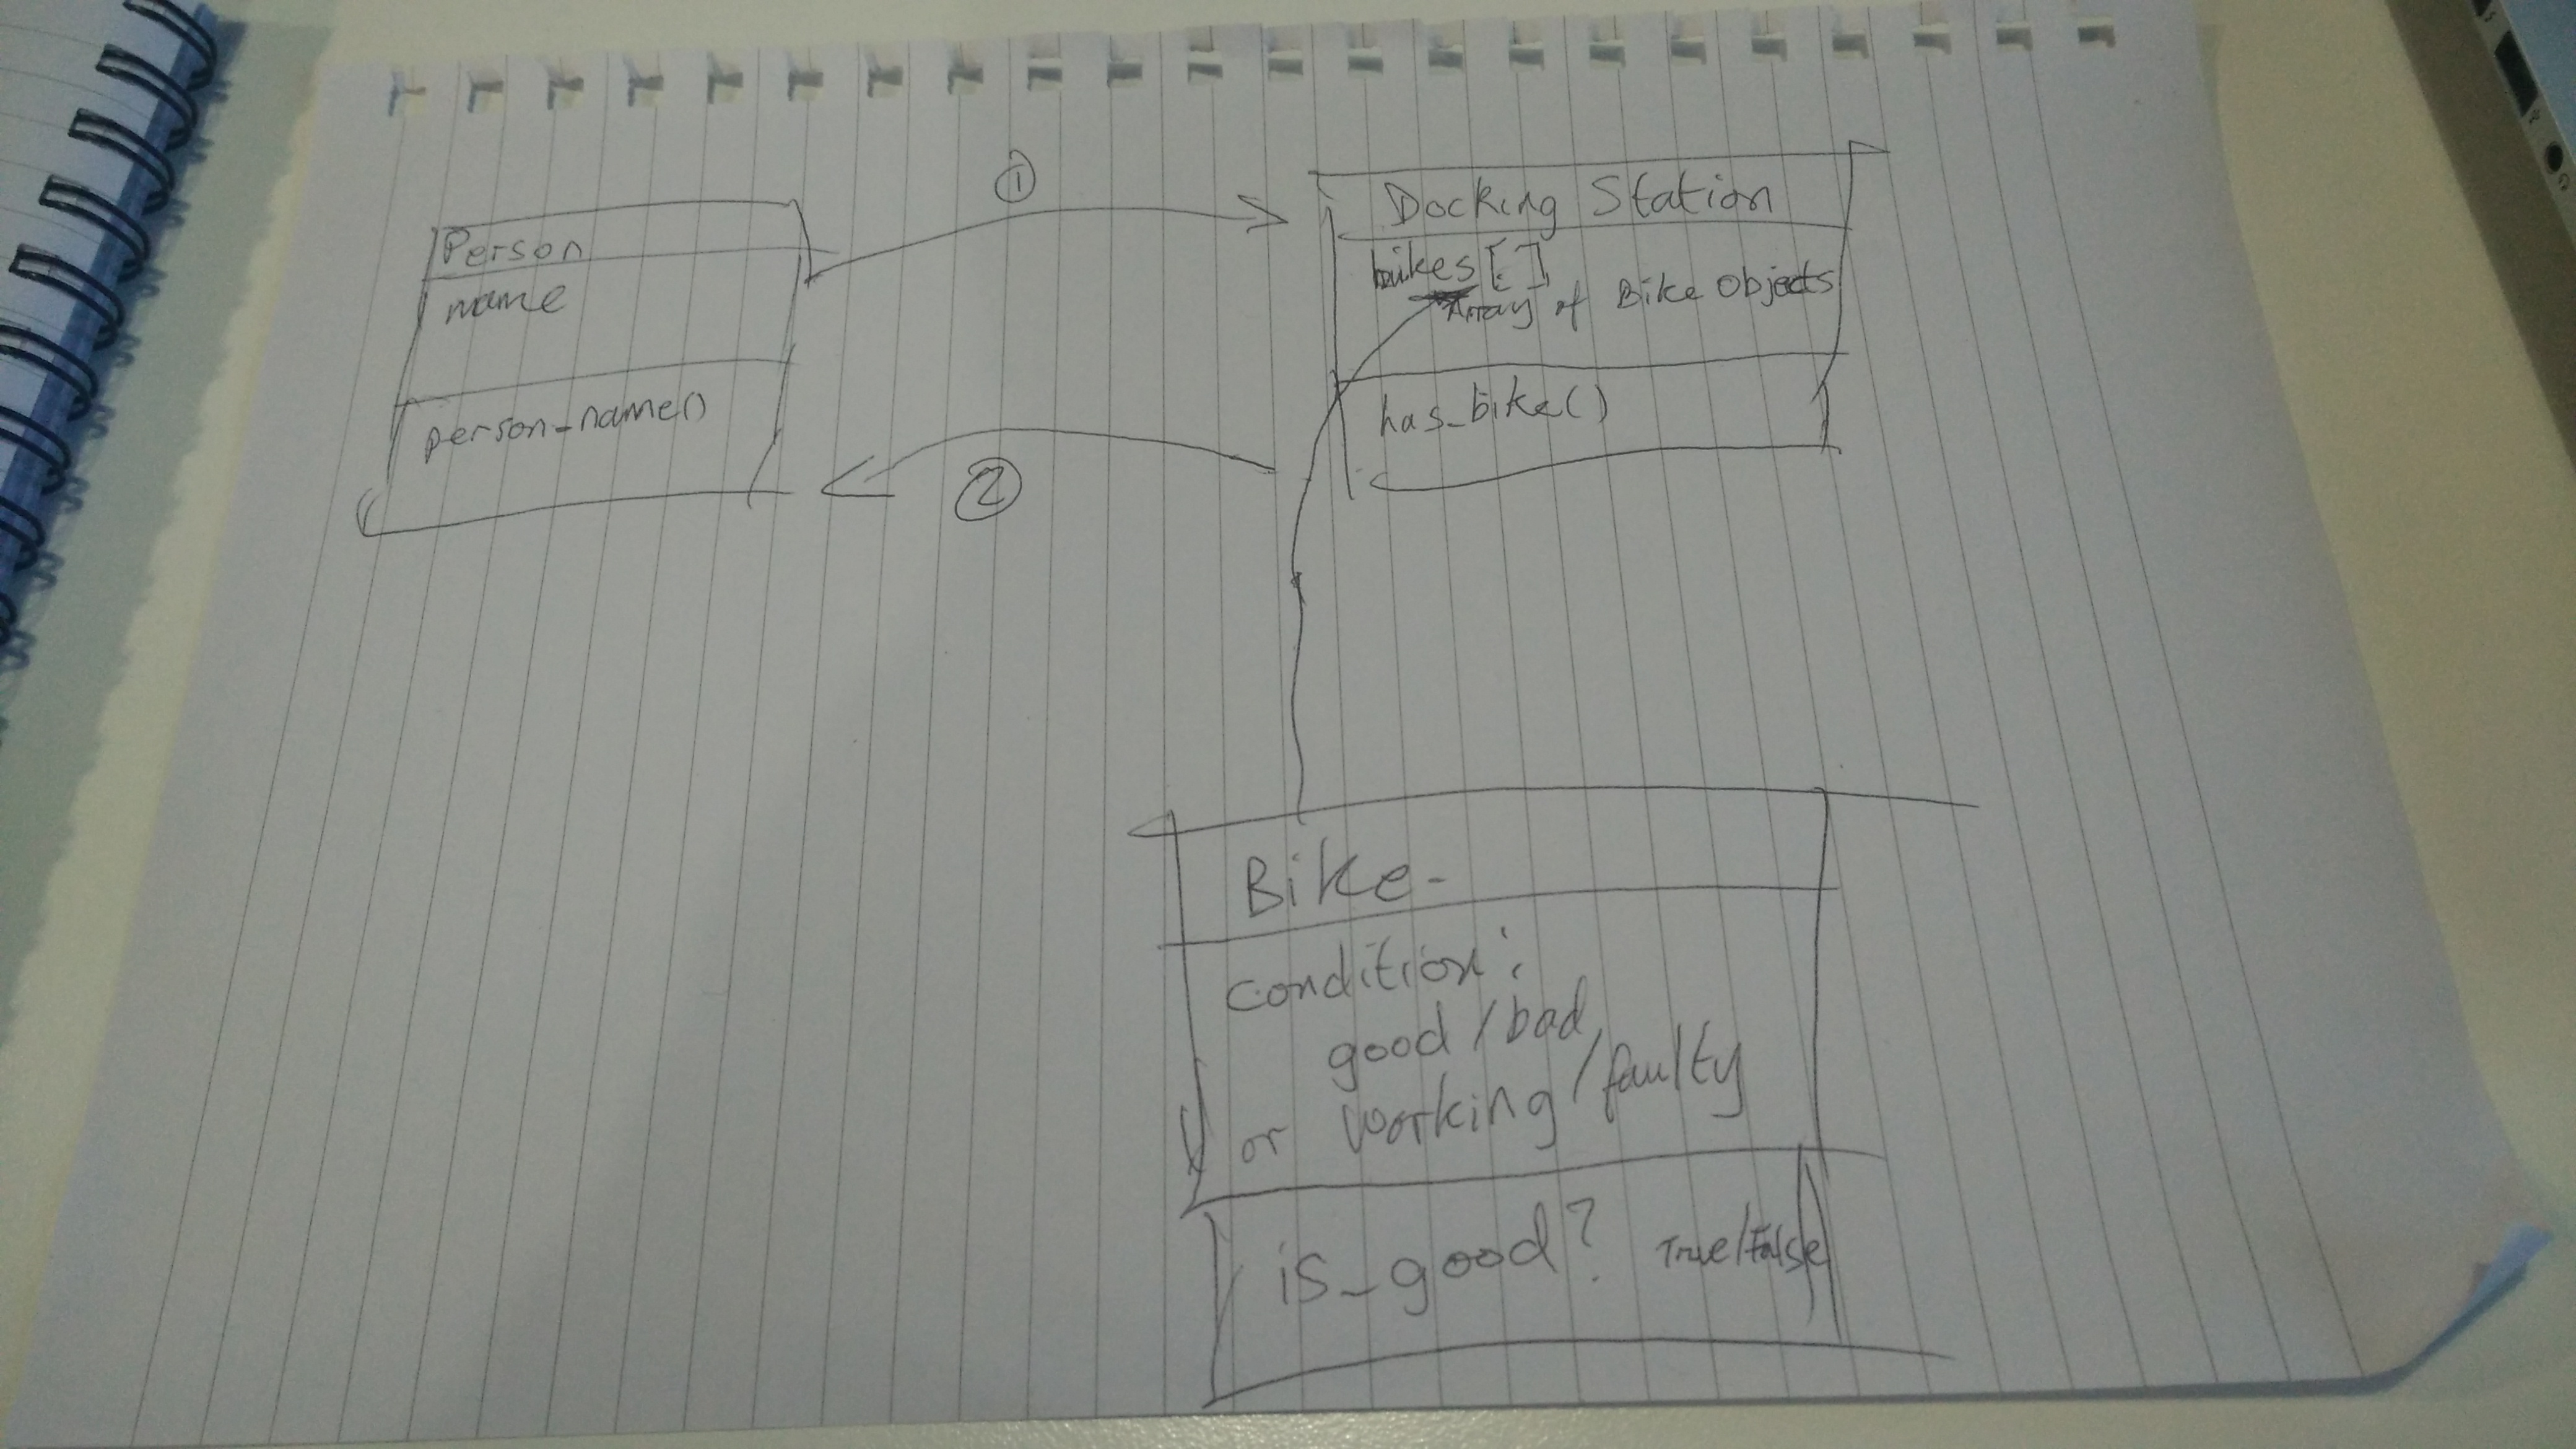 Person
name
person_name()
①
②
Docking Station
bikes[ ]
Array of Bike Objects
has_bike()
Bike-
condition:
good/bad
or working/faulty
is_good? True/False